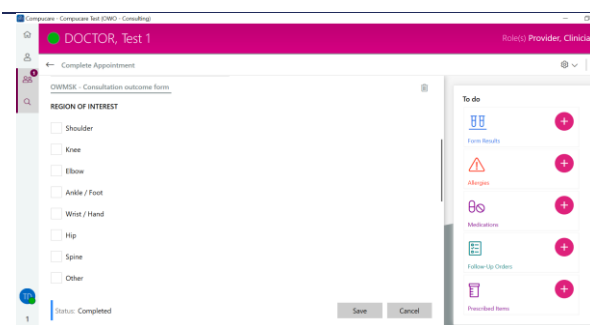 Compucare - Compucare Test (OWO - Consulting)
DOCTOR, Test 1
Role(s) Provider, Clinicia
Complete Appointment
OWMSK - Consultation outcome form
REGION OF INTEREST
Shoulder
Knee
Elbow
Ankle / Foot
Wrist / Hand
Hip
Spine
Other
Status: Completed
Save
Cancel
To do
Form Results
Allergies
Medications
Follow-Up Orders
Prescribed Items
1
TD
1